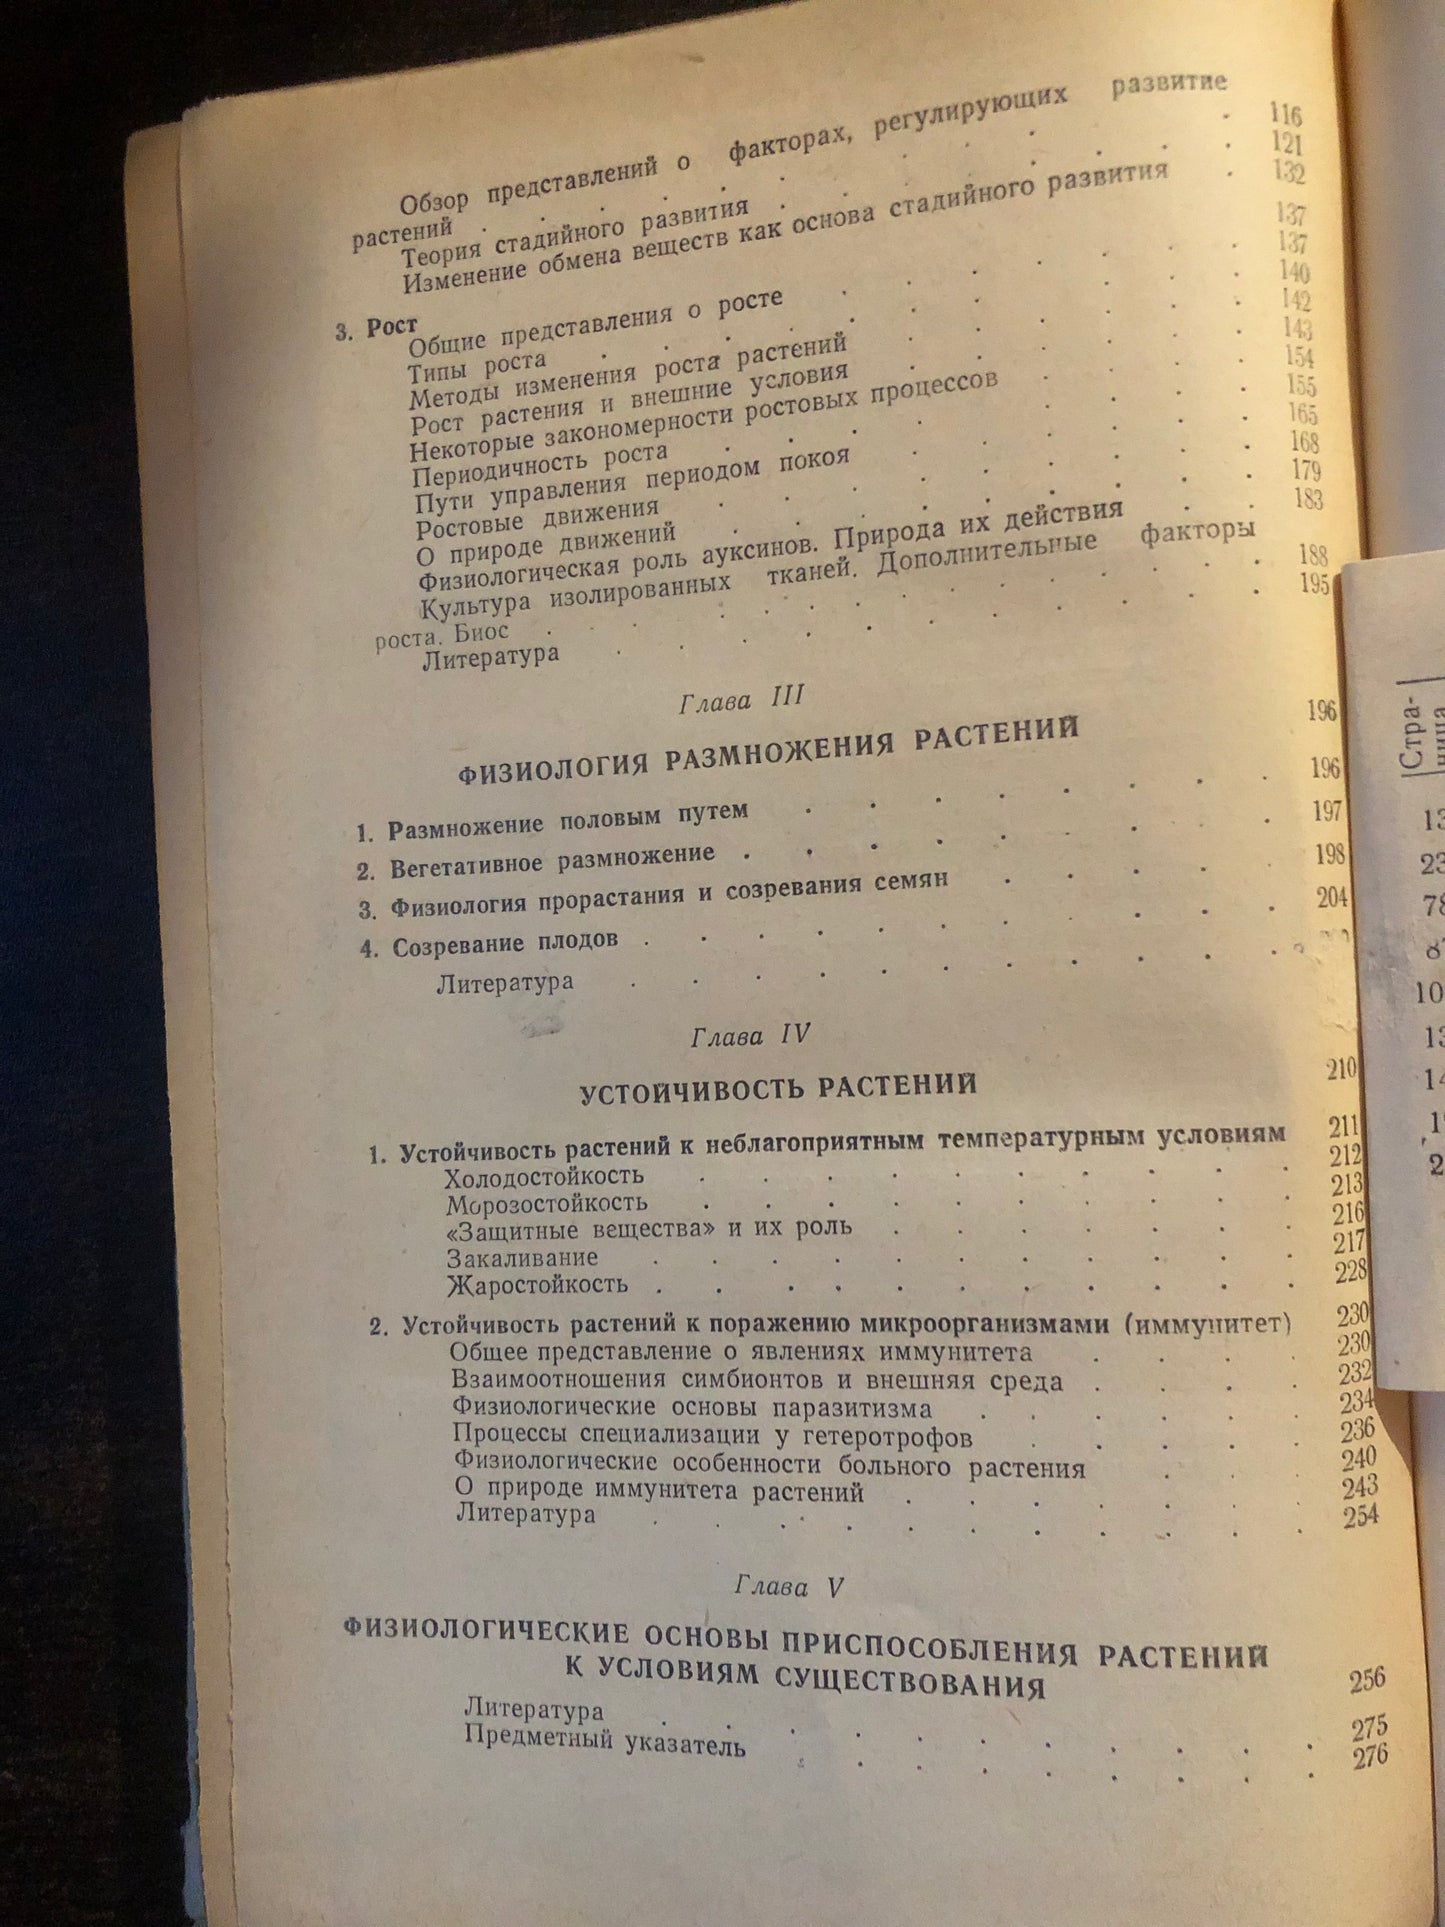 Обзор представлений о факторах, регулирующих развитие
растений . . . . . . . . . . 116
Теория стадийного развития . . . . . . . 121
Изменение обмена веществ как основа стадийного развития . 132
3. Рост 137
Общие представления о росте . . . . . . . 137
Типы роста . . . . . . . . . . 140
Методы изменения роста растений . . . . . . 142
Рост растения и внешние условия . . . . . . 143
Некоторые закономерности ростовых процессов . . . . 154
Периодичность роста . . . . . . . . . 155
Пути управления периодом покоя . . . . . . 165
Ростовые движения . . . . . . . . . 168
О природе движений . . . . . . . . . 179
Физиологическая роль ауксинов. Природа их действия . . 183
Культура изолированных тканей. Дополнительные факторы
роста. Биос . . . . . . . . . . . 188
Литература . . . . . . . . . . . 195
Глава III
ФИЗИОЛОГИЯ РАЗМНОЖЕНИЯ РАСТЕНИЙ 196
1. Размножение половым путем . . . . . . . . 196
2. Вегетативное размножение . . . . . . . . 197
3. Физиология прорастания и созревания семян . . . . . 198
4. Созревание плодов . . . . . . . . . . . 204
Литература . . . . . . . . . . .
Глава IV
УСТОЙЧИВОСТЬ РАСТЕНИЙ 210
1. Устойчивость растений к неблагоприятным температурным условиям 211
Холодостойкость . . . . . . . . . . 212
Морозостойкость . . . . . . . . . . 213
«Защитные вещества» и их роль . . . . . . . 216
Закаливание . . . . . . . . . . . 217
Жаростойкость . . . . . . . . . . . 228
2. Устойчивость растений к поражению микроорганизмами (иммунитет) 230
Общее представление о явлениях иммунитета . . . . 230
Взаимоотношения симбионтов и внешняя среда . . . . 232
Физиологические основы паразитизма . . . . . . 234
Процессы специализации у гетеротрофов . . . . . 236
Физиологические особенности больного растения . . . 240
О природе иммунитета растений . . . . . . . 243
Литература . . . . . . . . . . . 254
Глава V
ФИЗИОЛОГИЧЕСКИЕ ОСНОВЫ ПРИСПОСОБЛЕНИЯ РАСТЕНИЙ
К УСЛОВИЯМ СУЩЕСТВОВАНИЯ 256
Литература . . . . . . . . . . . 275
Предметный указатель . . . . . . . . . 276
Стра-
ница